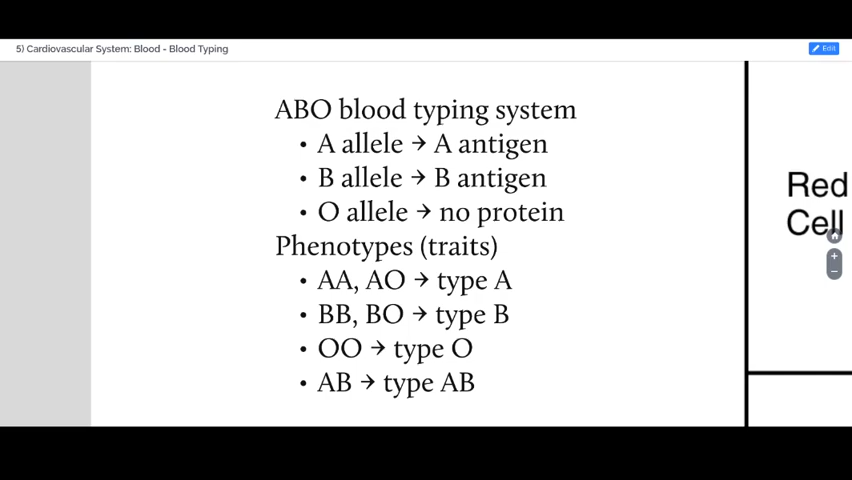 5) Cardiovascular System: Blood - Blood Typing
Edit
ABO blood typing system
• A allele → A antigen
• B allele → B antigen
• O allele → no protein
Phenotypes (traits)
• AA, AO → type A
• BB, BO → type B
• OO → type O
• AB → type AB
Red
Cell